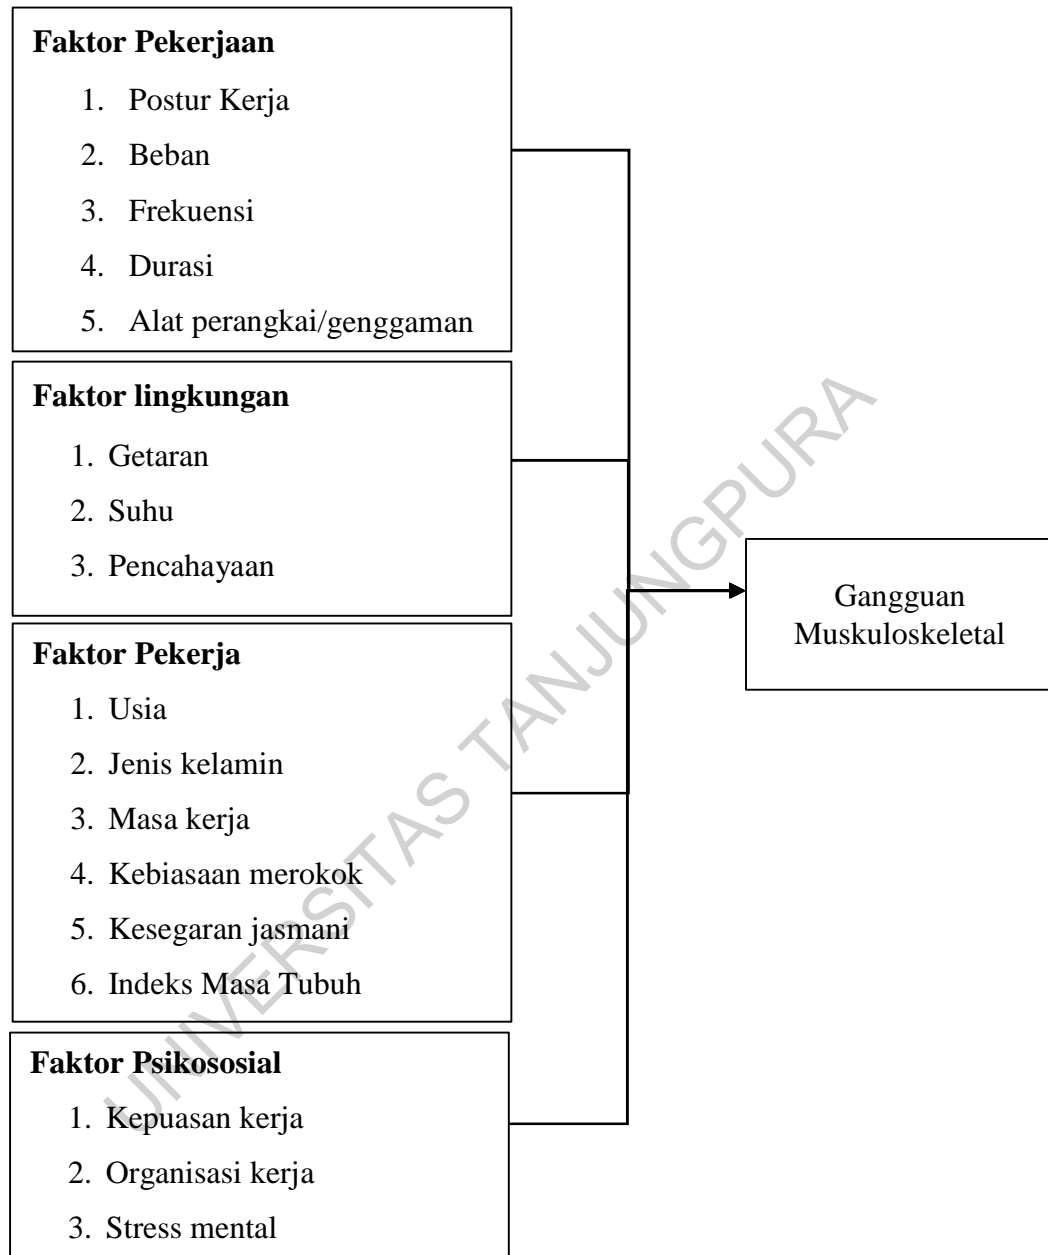 Faktor Pekerjaan
1. Postur Kerja
2. Beban
3. Frekuensi
4. Durasi
5. Alat perangkai/genggaman
Faktor lingkungan
1. Getaran
2. Suhu
3. Pencahayaan
Faktor Pekerja
1. Usia
2. Jenis kelamin
3. Masa kerja
4. Kebiasaan merokok
5. Kesegaran jasmani
6. Indeks Masa Tubuh
Faktor Psikososial
1. Kepuasan kerja
2. Organisasi kerja
3. Stress mental
Gangguan
Muskuloskeletal
UNIVERSITAS TANJUNGPURA